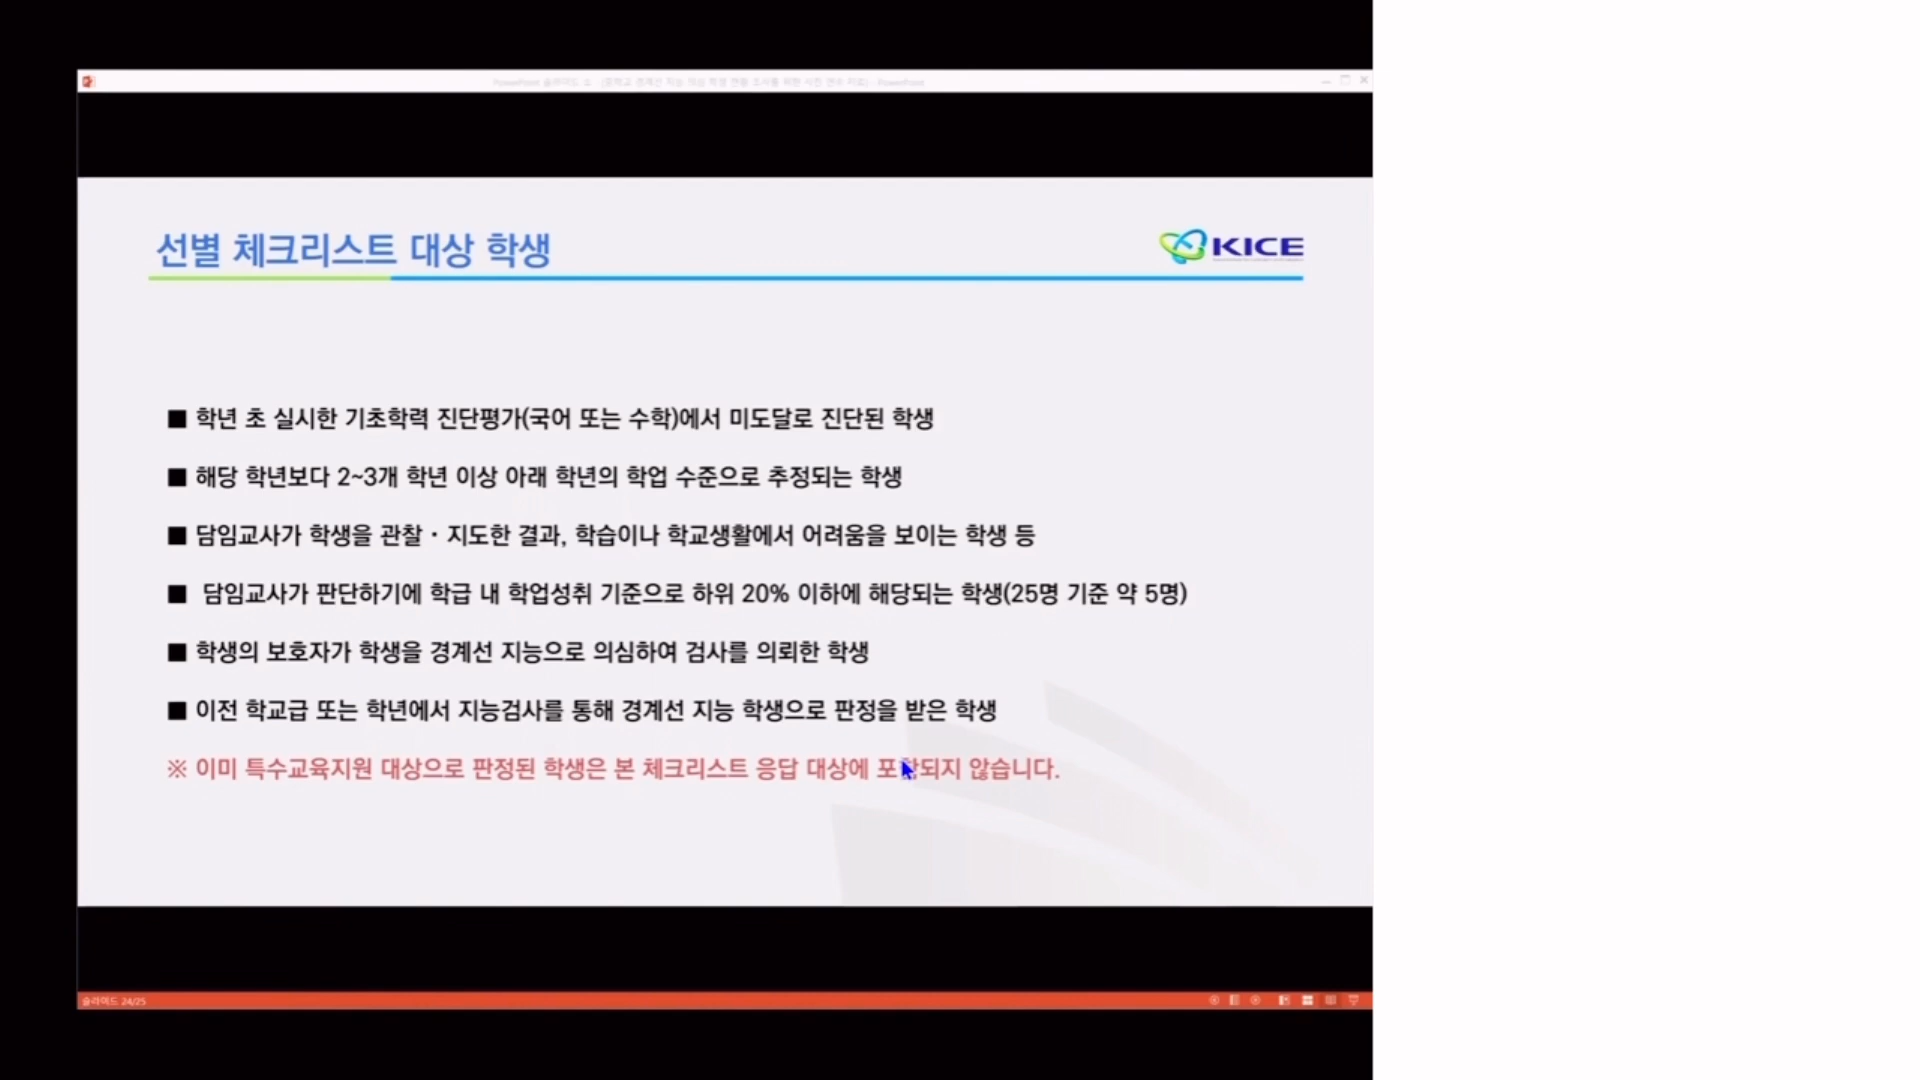 선별 체크리스트 대상 학생
KICE
■ 학년 초 실시한 기초학력 진단평가(국어 또는 수학)에서 미도달로 진단된 학생
■ 해당 학년보다 2~3개 학년 이상 아래 학년의 학업 수준으로 추정되는 학생
■ 담임교사가 학생을 관찰・지도한 결과, 학습이나 학교생활에서 어려움을 보이는 학생 등
■ 담임교사가 판단하기에 학급 내 학업성취 기준으로 하위 20% 이하에 해당되는 학생(25명 기준 약 5명)
■ 학생의 보호자가 학생을 경계선 지능으로 의심하여 검사를 의뢰한 학생
■ 이전 학교급 또는 학년에서 지능검사를 통해 경계선 지능 학생으로 판정을 받은 학생
※ 이미 특수교육지원 대상으로 판정된 학생은 본 체크리스트 응답 대상에 포함되지 않습니다.
슬라이드 24/25